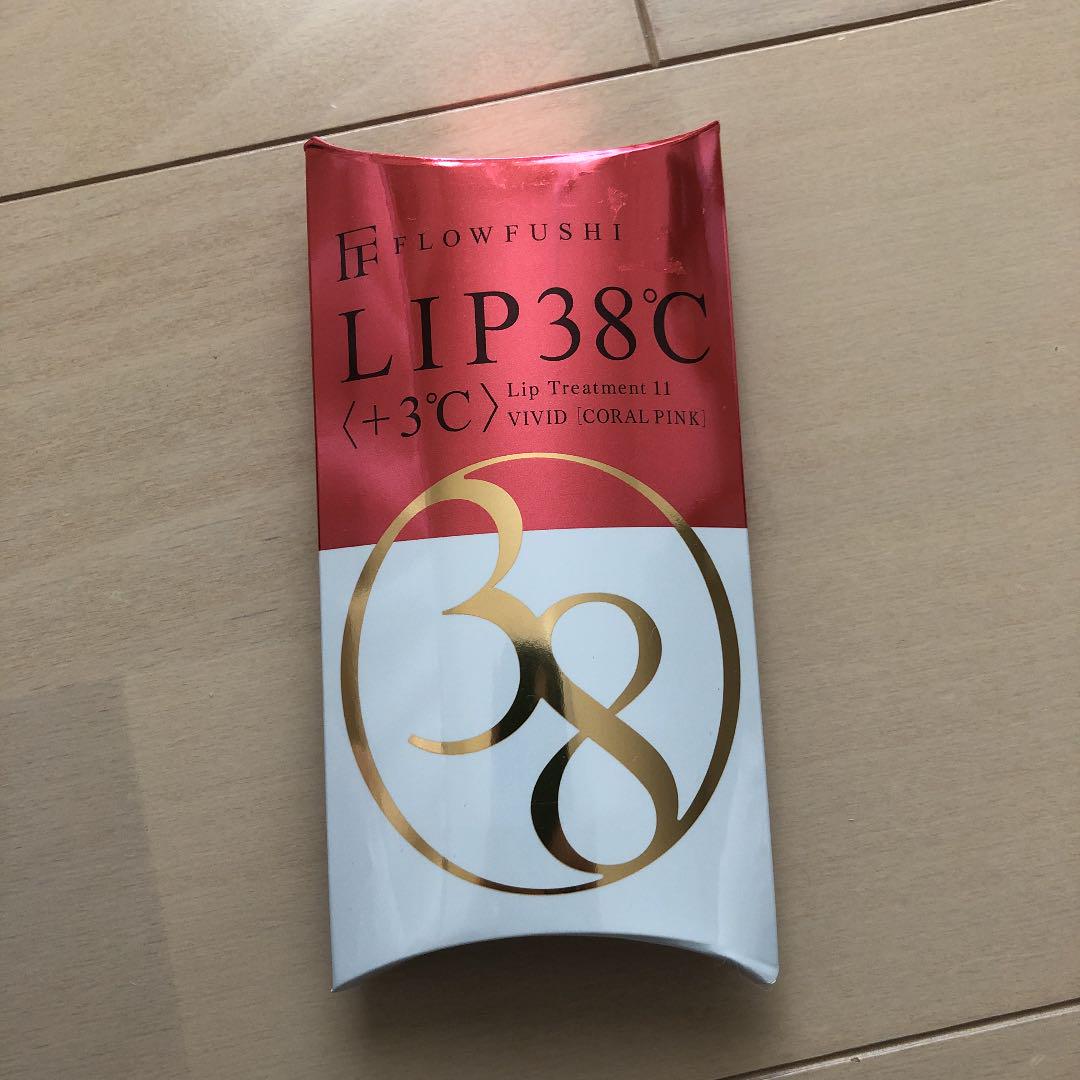 FF FLOWFUSHI
LIP38℃
〈+3℃〉
Lip Treatment 11
VIVID [CORAL PINK]
38